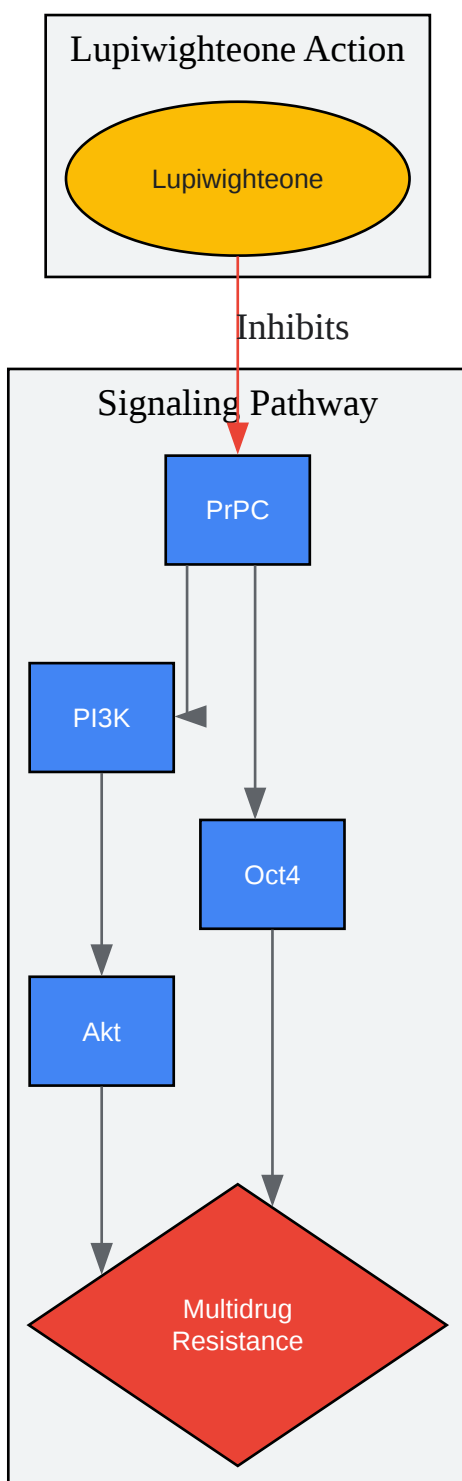 Lupiwighteone Action
Lupiwighteone
Inhibits
Signaling Pathway
PrPC
PI3K
Oct4
Akt
Multidrug
Resistance